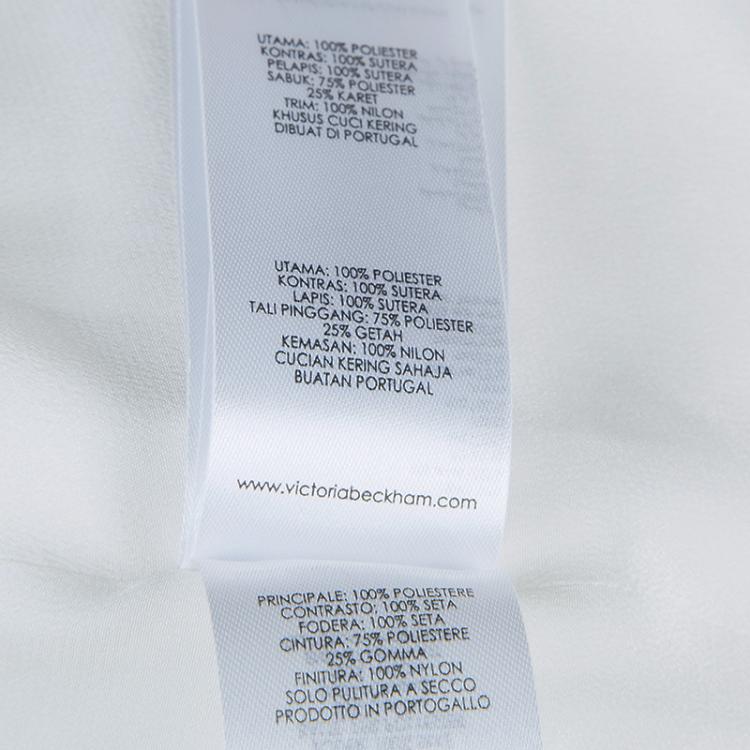 UTAMA: 100% POLIESTER
KONTRAS: 100% SUTERA
PELAPIS: 100% SUTERA
SABUK: 75% POLIESTER
25% KARET
TRIM: 100% NILON
KHUSUS CUCI KERING
DIBUAT DI PORTUGAL
UTAMA: 100% POLIESTER
KONTRAS: 100% SUTERA
LAPIS: 100% SUTERA
TALI PINGGANG: 75% POLIESTER
25% GETAH
KEMASAN: 100% NILON
CUCIAN KERING SAHAJA
BUATAN PORTUGAL
www.victoriabeckham.com
PRINCIPALE: 100% POLIESTERE
CONTRASTO: 100% SETA
FODERA: 100% SETA
CINTURA: 75% POLIESTERE
25% GOMMA
FINITURA: 100% NYLON
SOLO PULITURA A SECCO
PRODOTTO IN PORTOGALLO